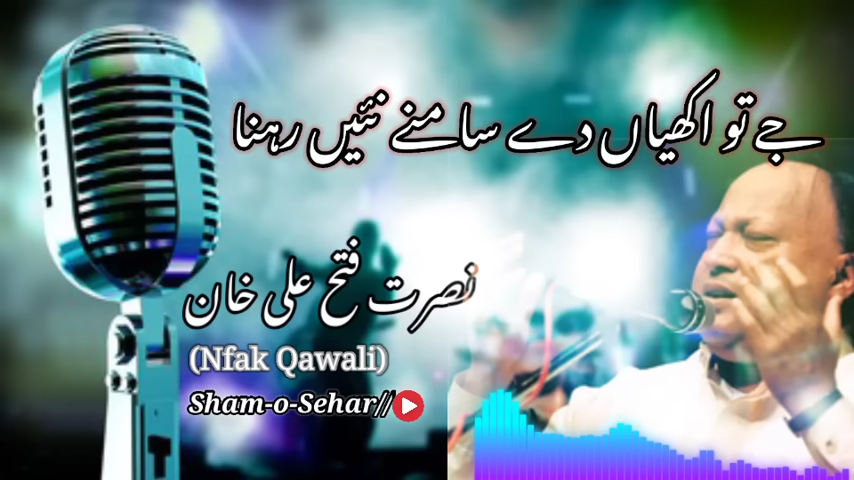 جے تو اکھیاں دے سامنے نئیں رہنا
نصرت فتح علی خان
(Nfak Qawali)
Sham-o-Sehar//